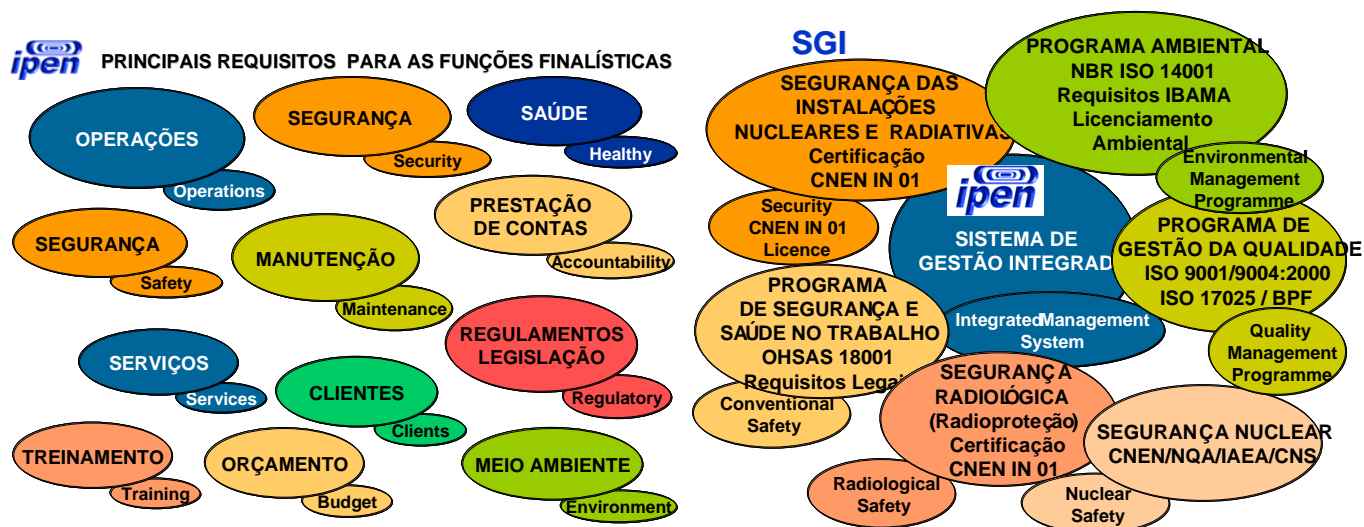 ipen
PRINCIPAIS REQUISITOS PARA AS FUNÇÕES FINALÍSTICAS
OPERAÇÕES
Operations
SEGURANÇA
Security
SAÚDE
Healthy
SEGURANÇA
Safety
MANUTENÇÃO
Maintenance
PRESTAÇÃO
DE CONTAS
Accountability
SERVIÇOS
Services
CLIENTES
Clients
REGULAMENTOS
LEGISLAÇÃO
Regulatory
TREINAMENTO
Training
ORÇAMENTO
Budget
MEIO AMBIENTE
Environment
SGI
SEGURANÇA DAS
INSTALAÇÕES
NUCLEARES E RADIATIVAS
Certificação
CNEN IN 01
Security
CNEN IN 01
Licence
PROGRAMA AMBIENTAL
NBR ISO 14001
Requisitos IBAMA
Licenciamento
Ambiental
Environmental
Management
Programme
ipen
SISTEMA DE
GESTÃO INTEGRAD
Integrated Management
System
PROGRAMA DE
GESTÃO DA QUALIDADE
ISO 9001/9004:2000
ISO 17025 / BPF
Quality
Management
Programme
PROGRAMA
DE SEGURANÇA E
SAÚDE NO TRABALHO
OHSAS 18001
Requisitos Legai
Conventional
Safety
SEGURANÇA
RADIOLÓGICA
(Radioproteção)
Certificação
CNEN IN 01
Radiological
Safety
SEGURANÇA NUCLEAR
CNEN/NQA/IAEA/CNS
Nuclear
Safety